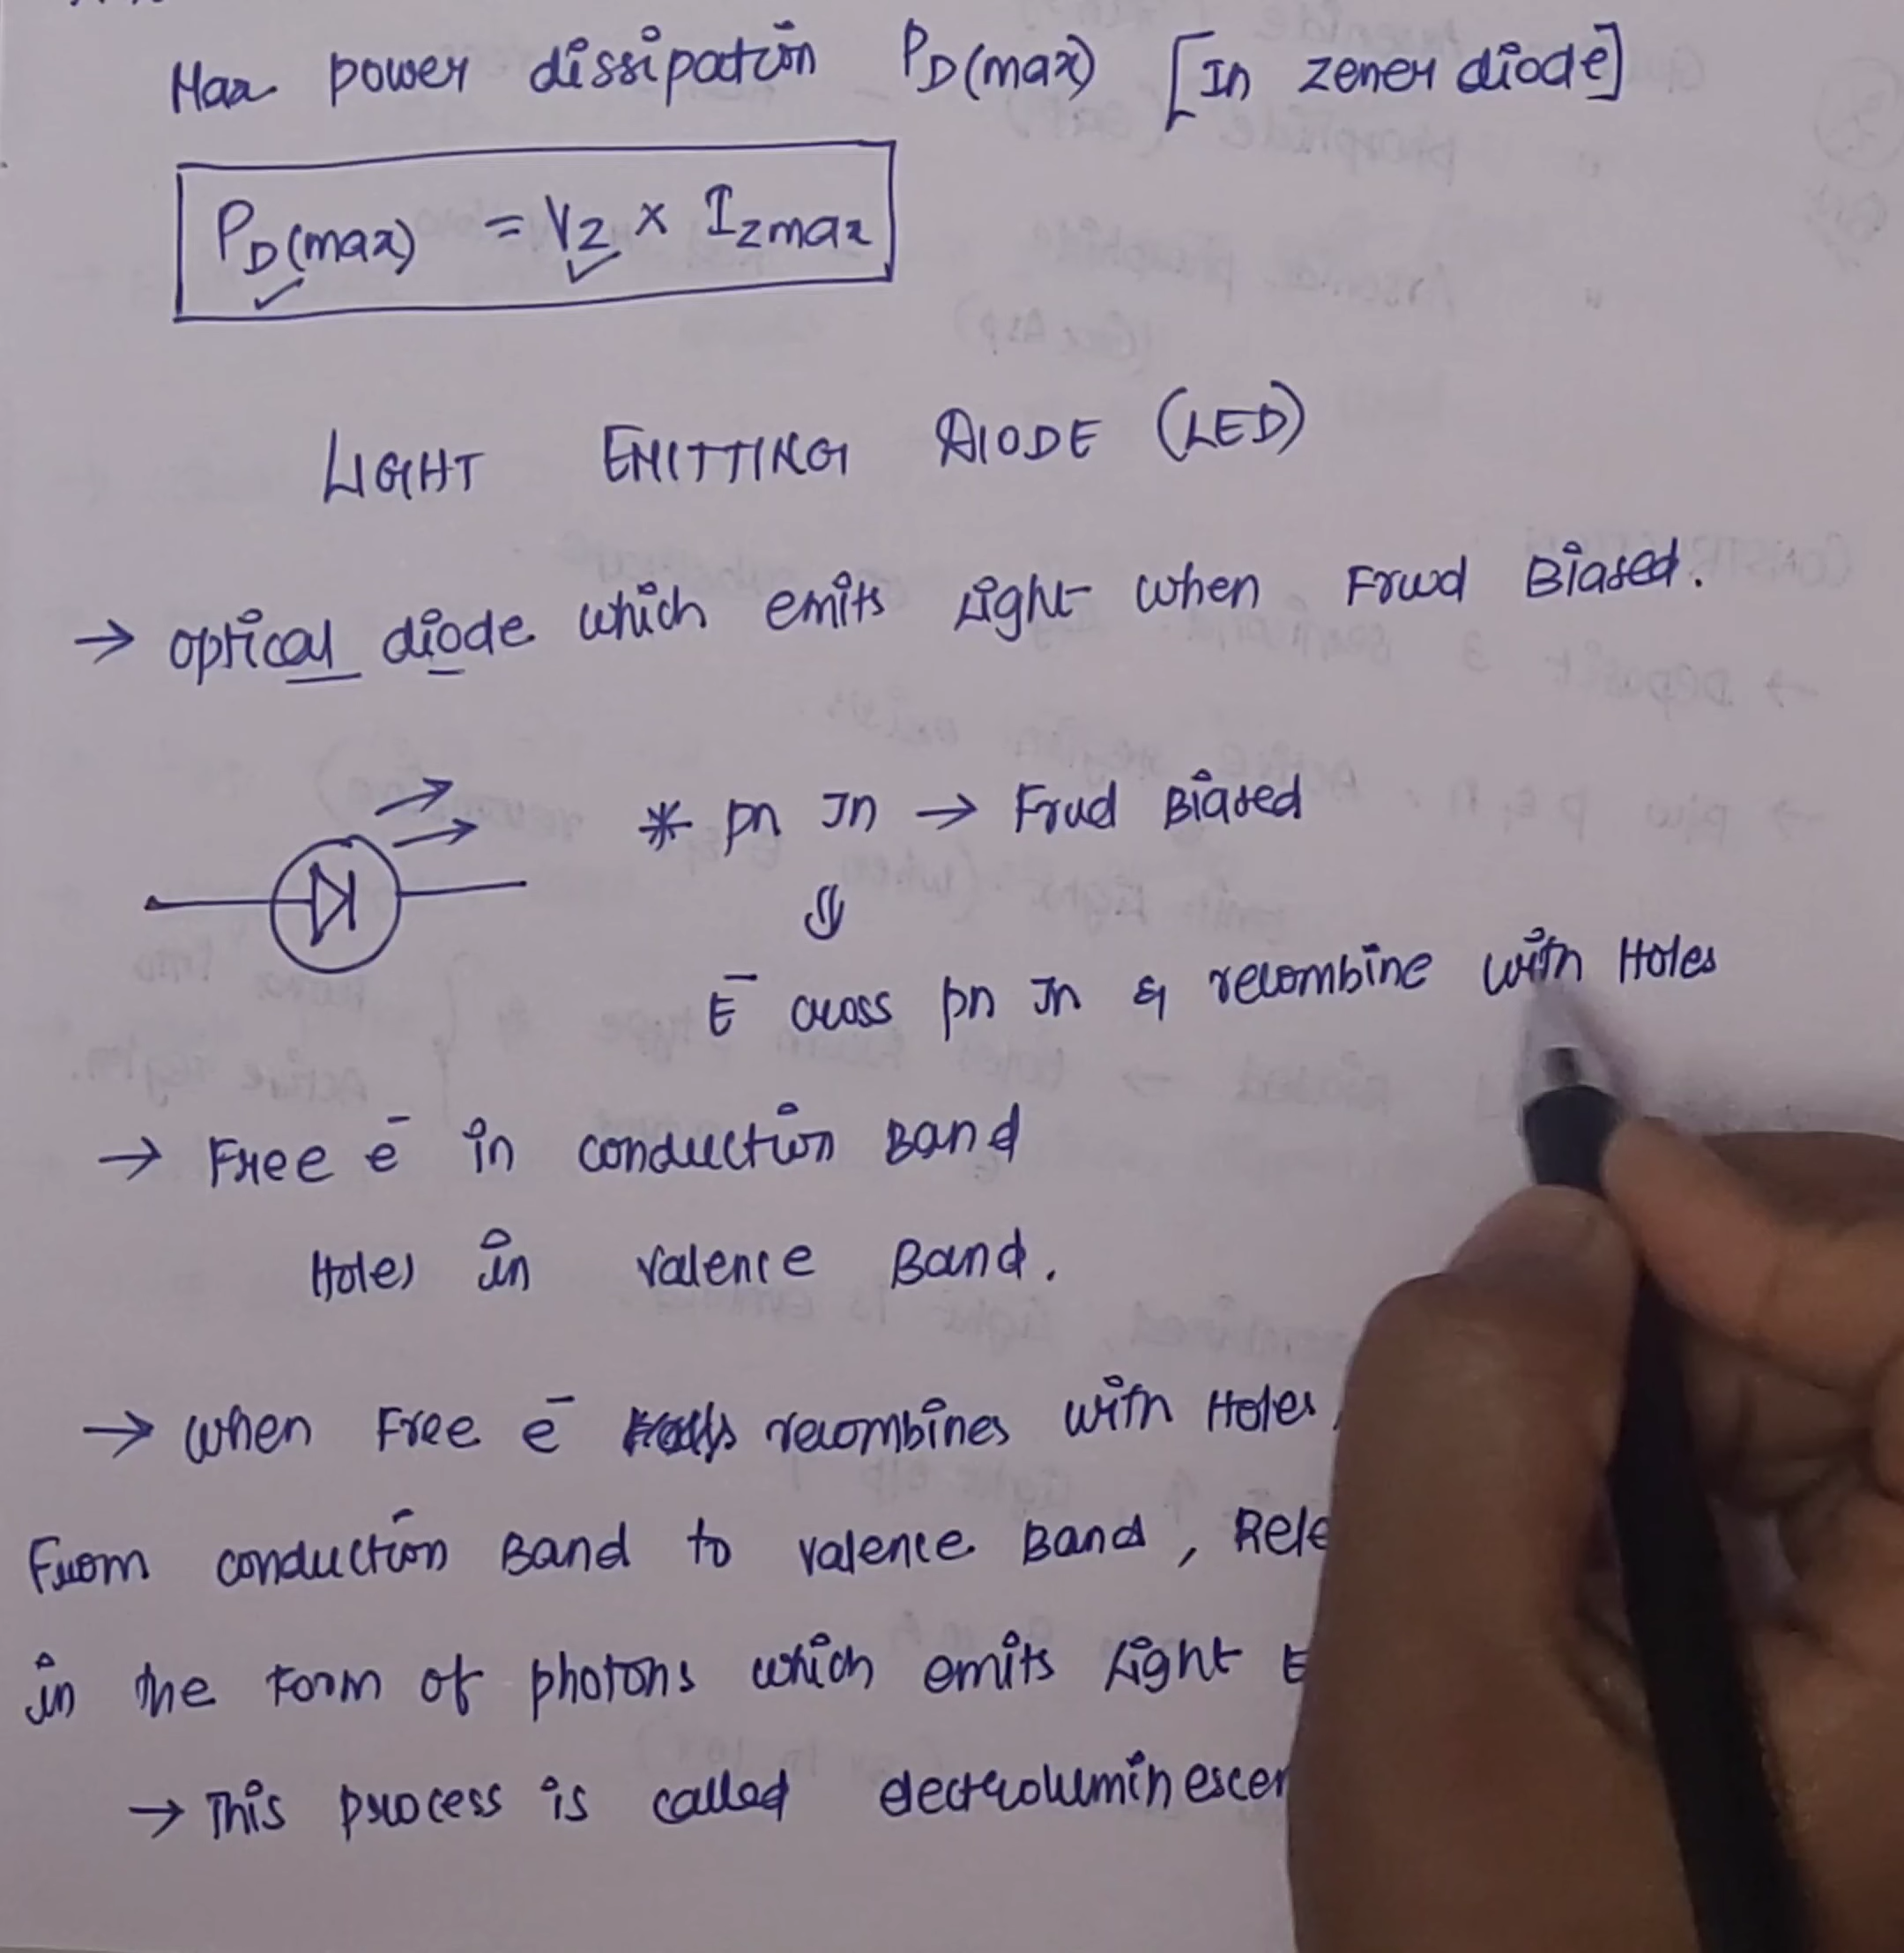 Max power dissipation PD(max) [In zener diode]
PD(max) = VZ × IZmax
LIGHT EMITTING DIODE (LED)
→ optical diode which emits Light when Frwd Biased.
* pn Jn → Frwd Biased
⇓
E⁻ cross pn Jn & recombine with Holes
→ Free e⁻ in conduction Band
Holes in valence Band.
→ when Free e⁻ recombines with Holes
From conduction Band to valence Band, Rele
in the form of photons which emits Light E
→ This process is called electroluminescen